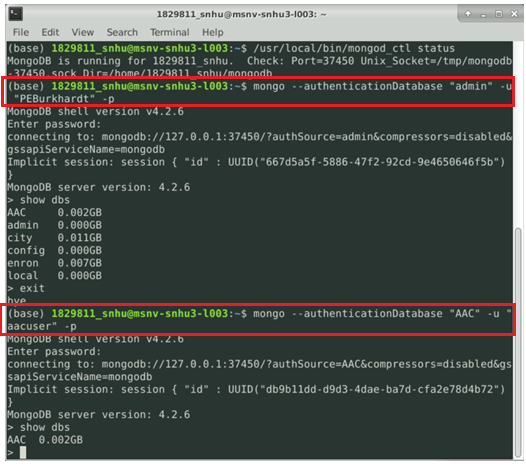 1829811_snhu@msnv-snhu3-l003: ~
File Edit View Search Terminal Help
(base) 1829811_snhu@msnv-snhu3-l003:~$ /usr/local/bin/mongod_ctl status
MongoDB is running for 1829811_snhu.  Check: Port=37450 Unix_Socket=/tmp/mongodb
-37450.sock Dir=/home/1829811_snhu/mongodb
(base) 1829811_snhu@msnv-snhu3-l003:~$ mongo --authenticationDatabase "admin" -u
 "PEBurkhardt" -p
MongoDB shell version v4.2.6
Enter password:
connecting to: mongodb://127.0.0.1:37450/?authSource=admin&compressors=disabled&
gssapiServiceName=mongodb
Implicit session: session { "id" : UUID("667d5a5f-5886-47f2-92cd-9e4650646f5b")
}
MongoDB server version: 4.2.6
> show dbs
AAC     0.002GB
admin   0.000GB
city    0.011GB
config  0.000GB
enron   0.007GB
local   0.000GB
> exit
bye
(base) 1829811_snhu@msnv-snhu3-l003:~$ mongo --authenticationDatabase "AAC" -u "
aacuser" -p
MongoDB shell version v4.2.6
Enter password:
connecting to: mongodb://127.0.0.1:37450/?authSource=AAC&compressors=disabled&gs
sapiServiceName=mongodb
Implicit session: session { "id" : UUID("db9b11dd-d9d3-4dae-ba7d-cfa2e78d4b72")
}
MongoDB server version: 4.2.6
> show dbs
AAC  0.002GB
>